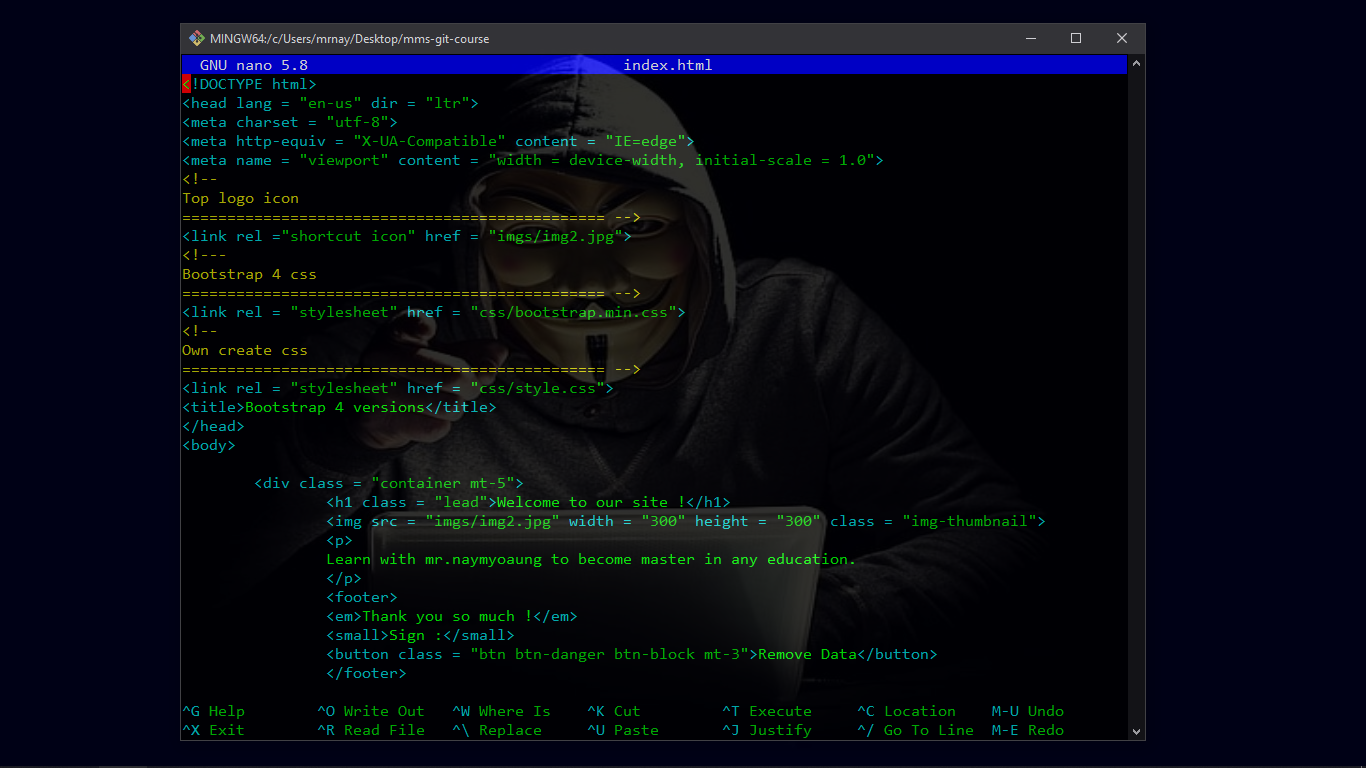 MINGW64:/c/Users/mrnay/Desktop/mms-git-course
GNU nano 5.8 index.html
<!DOCTYPE html>
<head lang = "en-us" dir = "ltr">
<meta charset = "utf-8">
<meta http-equiv = "X-UA-Compatible" content = "IE=edge">
<meta name = "viewport" content = "width = device-width, initial-scale = 1.0">
<!--
Top logo icon
=============================================== -->
<link rel ="shortcut icon" href = "imgs/img2.jpg">
<!---
Bootstrap 4 css
=============================================== -->
<link rel = "stylesheet" href = "css/bootstrap.min.css">
<!--
Own create css
=============================================== -->
<link rel = "stylesheet" href = "css/style.css">
<title>Bootstrap 4 versions</title>
</head>
<body>
<div class = "container mt-5">
<h1 class = "lead">Welcome to our site !</h1>
<img src = "imgs/img2.jpg" width = "300" height = "300" class = "img-thumbnail">
<p>
Learn with mr.naymyoaung to become master in any education.
</p>
<footer>
<em>Thank you so much !</em>
<small>Sign :</small>
<button class = "btn btn-danger btn-block mt-3">Remove Data</button>
</footer>
^G Help ^O Write Out ^W Where Is ^K Cut ^T Execute ^C Location M-U Undo
^X Exit ^R Read File ^\ Replace ^U Paste ^J Justify ^/ Go To Line M-E Redo